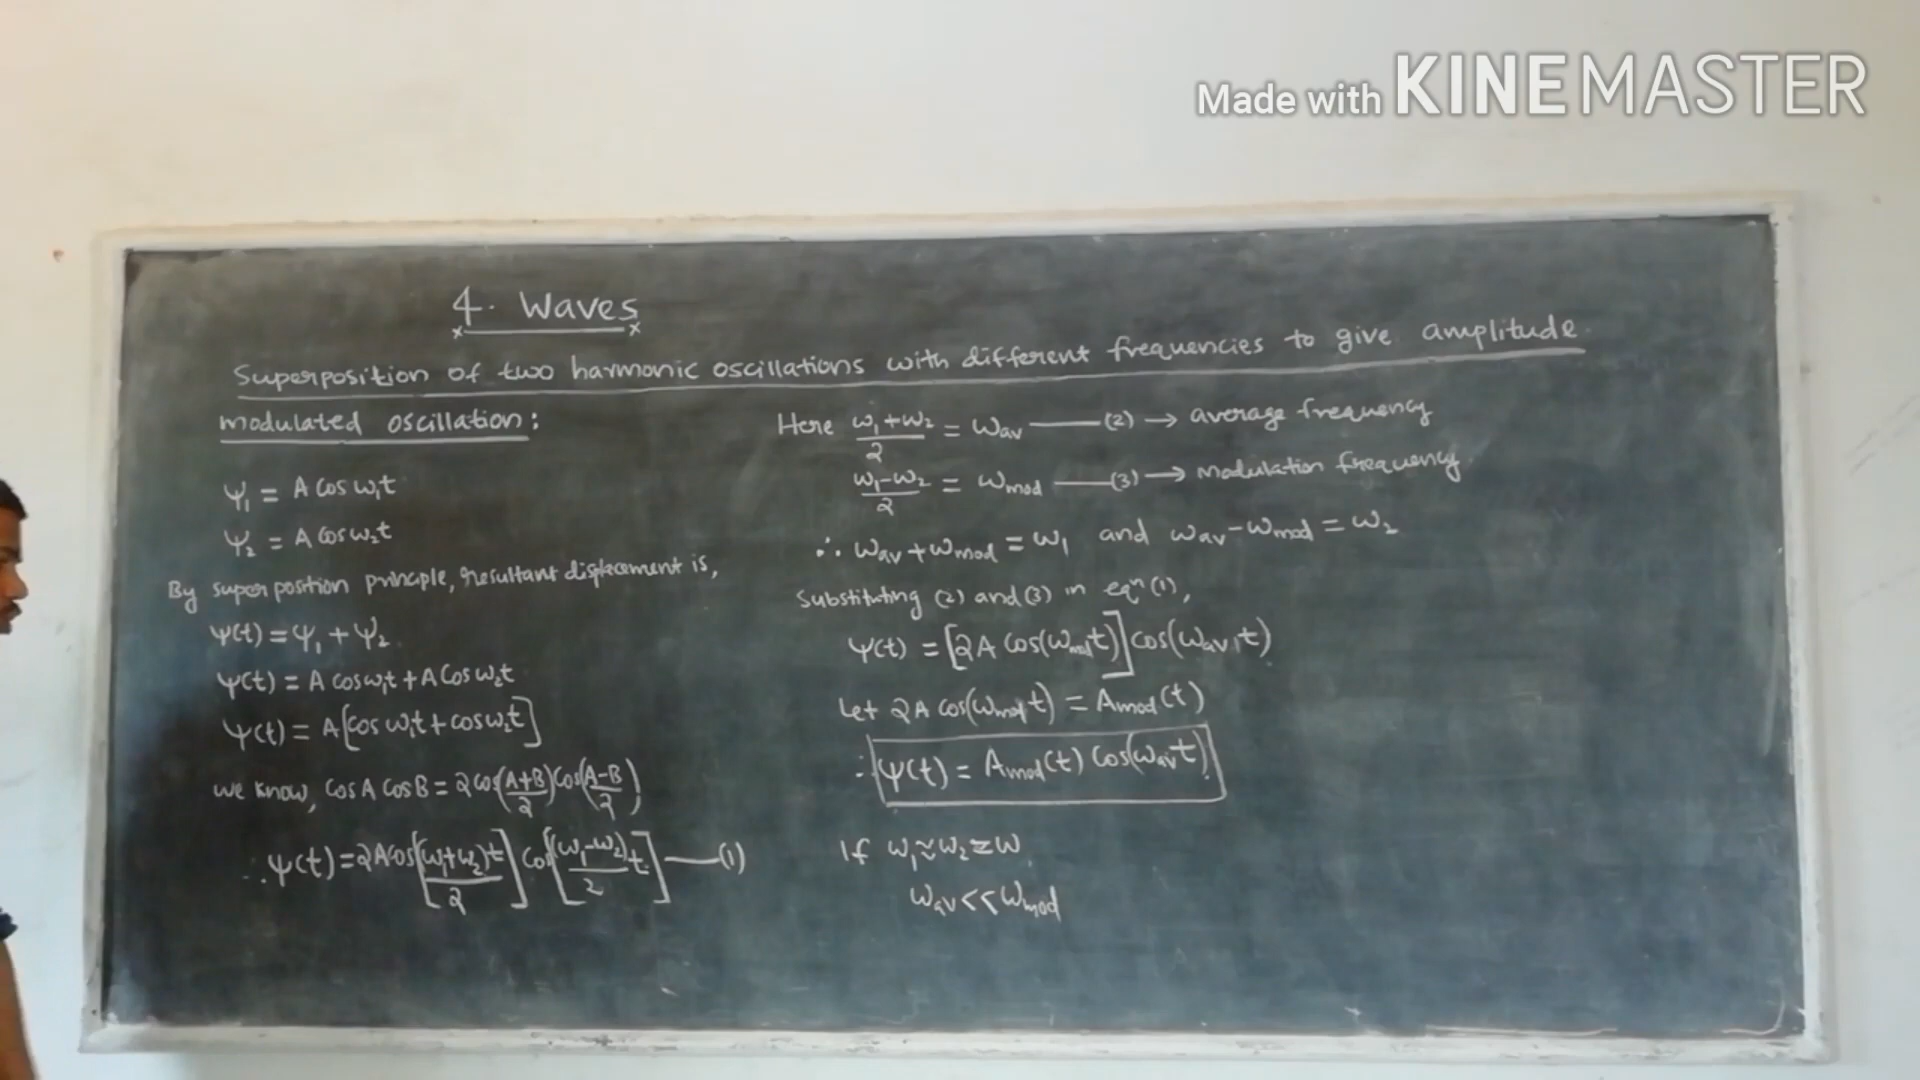 Made with KINEMASTER
4. Waves
Superposition of two harmonic oscillations with different frequencies to give amplitude
modulated oscillation:
Ψ₁ = A cos ω₁t
Ψ₂ = A cos ω₂t
By superposition principle, resultant displacement is,
Ψ(t) = Ψ₁ + Ψ₂
Ψ(t) = A cos ω₁t + A cos ω₂t
Ψ(t) = A[cos ω₁t + cos ω₂t]
we know, cos A cos B = 2 cos(A+B/2) cos(A-B/2)
∴ Ψ(t) = 2A cos[(ω₁+ω₂)t/2] cos[(ω₁-ω₂)/2 t] —— (1)
Here ω₁+ω₂/2 = ωav —— (2) → average frequency
ω₁-ω₂/2 = ωmod —— (3) → modulation frequency
∴ ωav + ωmod = ω₁ and ωav - ωmod = ω₂
Substituting (2) and (3) in eqⁿ (1),
Ψ(t) = [2A cos(ωmod t)] cos(ωav t)
Let 2A cos(ωmod t) = Amod(t)
∴ Ψ(t) = Amod(t) cos(ωav t)
If ω₁ ≈ ω₂ ≈ ω
ωav << ωmod